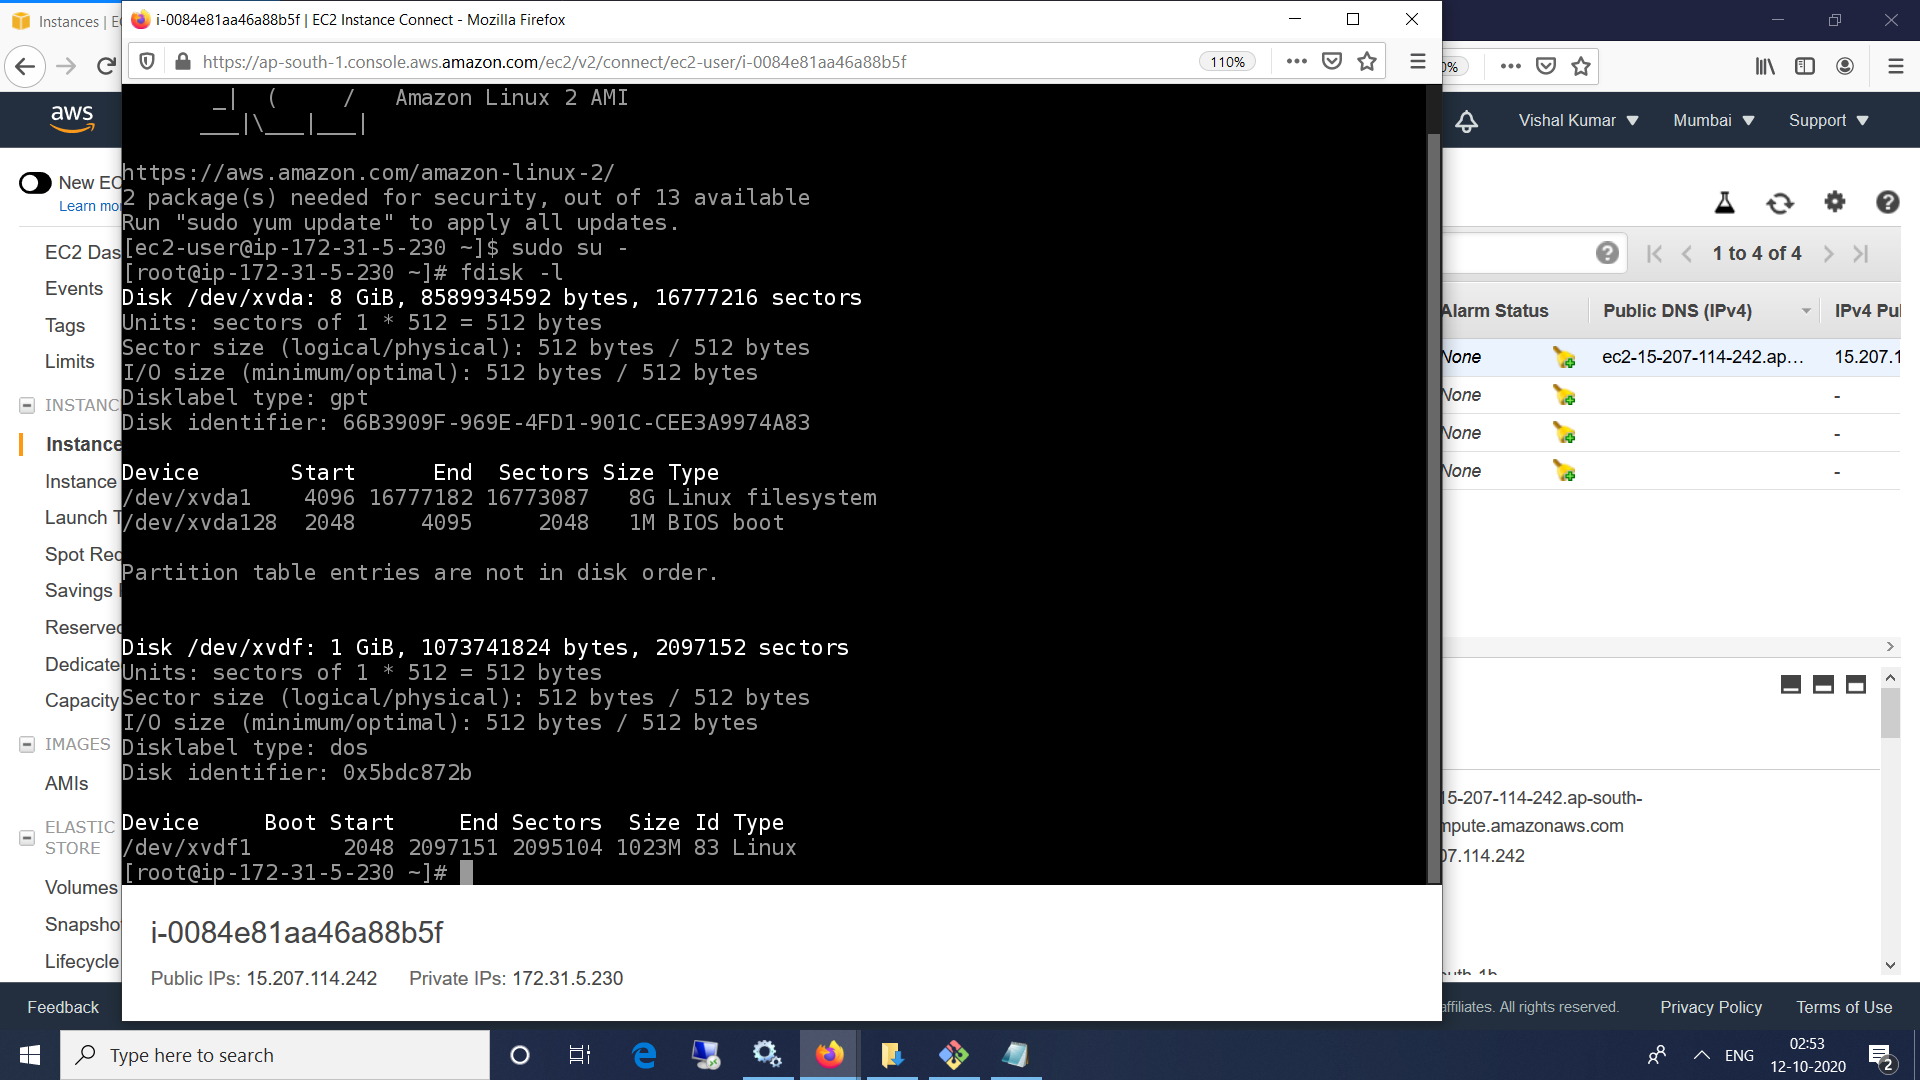 Instances | E
i-0084e81aa46a88b5f | EC2 Instance Connect - Mozilla Firefox
https://ap-south-1.console.aws.amazon.com/ec2/v2/connect/ec2-user/i-0084e81aa46a88b5f
110%
0%
aws
Vishal Kumar
Mumbai
Support
_|  (     /   Amazon Linux 2 AMI
___|\___|___|
https://aws.amazon.com/amazon-linux-2/
2 package(s) needed for security, out of 13 available
Run "sudo yum update" to apply all updates.
[ec2-user@ip-172-31-5-230 ~]$ sudo su -
[root@ip-172-31-5-230 ~]# fdisk -l
Disk /dev/xvda: 8 GiB, 8589934592 bytes, 16777216 sectors
Units: sectors of 1 * 512 = 512 bytes
Sector size (logical/physical): 512 bytes / 512 bytes
I/O size (minimum/optimal): 512 bytes / 512 bytes
Disklabel type: gpt
Disk identifier: 66B3909F-969E-4FD1-901C-CEE3A9974A83
Device       Start      End  Sectors Size Type
/dev/xvda1    4096 16777182 16773087   8G Linux filesystem
/dev/xvda128  2048     4095     2048   1M BIOS boot
Partition table entries are not in disk order.
Disk /dev/xvdf: 1 GiB, 1073741824 bytes, 2097152 sectors
Units: sectors of 1 * 512 = 512 bytes
Sector size (logical/physical): 512 bytes / 512 bytes
I/O size (minimum/optimal): 512 bytes / 512 bytes
Disklabel type: dos
Disk identifier: 0x5bdc872b
Device     Boot Start     End Sectors  Size Id Type
/dev/xvdf1       2048 2097151 2095104 1023M 83 Linux
[root@ip-172-31-5-230 ~]#
i-0084e81aa46a88b5f
Public IPs: 15.207.114.242
Private IPs: 172.31.5.230
New EC
Learn mo
EC2 Das
Events
Tags
Limits
INSTANC
Instance
Instance
Launch T
Spot Req
Savings
Reserved
Dedicate
Capacity
IMAGES
AMIs
ELASTIC
STORE
Volumes
Snapsho
Lifecycle
1 to 4 of 4
Alarm Status
Public DNS (IPv4)
IPv4 Pu
None
ec2-15-207-114-242.ap...
15.207.1
None
-
None
-
None
-
15-207-114-242.ap-south-
mpute.amazonaws.com
07.114.242
outh-1b
Feedback
affiliates. All rights reserved.
Privacy Policy
Terms of Use
Type here to search
ENG
02:53
12-10-2020
2